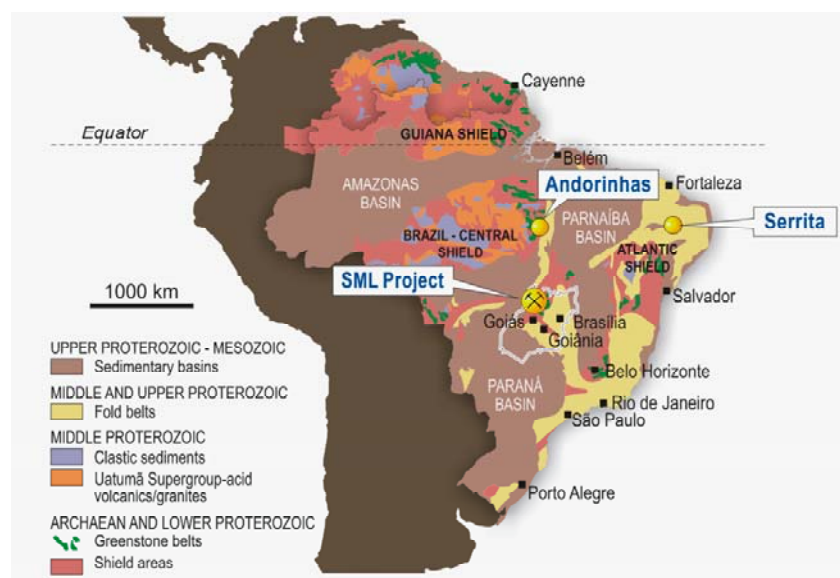 Cayenne
Equator
GUIANA SHIELD
Belém
Andorinhas
Fortaleza
AMAZONAS
BASIN
PARNAÍBA
BASIN
Serrita
BRAZIL - CENTRAL
SHIELD
ATLANTIC
SHIELD
SML Project
1000 km
Salvador
Goiás
Brasília
Goiânia
UPPER PROTEROZOIC - MESOZOIC
Sedimentary basins
Belo Horizonte
PARANÁ
BASIN
MIDDLE AND UPPER PROTEROZOIC
Fold belts
Rio de Janeiro
São Paulo
MIDDLE PROTEROZOIC
Clastic sediments
Uatumã Supergroup-acid
volcanics/granites
Porto Alegre
ARCHAEAN AND LOWER PROTEROZOIC
Greenstone belts
Shield areas